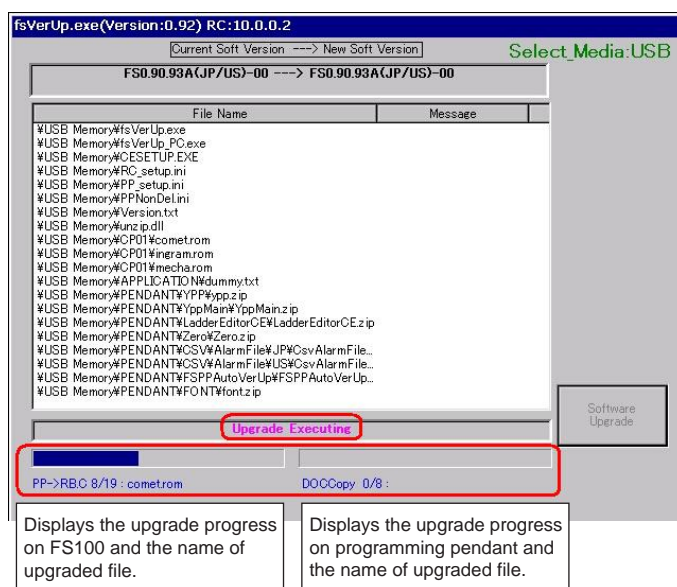 fsVerUp.exe(Version:0.92) RC:10.0.0.2
Current Soft Version ---> New Soft Version
Select_Media:USB
FS0.90.93A(JP/US)-00 ---> FS0.90.93A(JP/US)-00
File Name Message
¥USB Memory¥fsVerUp.exe
¥USB Memory¥fsVerUp_PC.exe
¥USB Memory¥CESETUP.EXE
¥USB Memory¥RC_setup.ini
¥USB Memory¥PP_setup.ini
¥USB Memory¥PPNonDel.ini
¥USB Memory¥Version.txt
¥USB Memory¥unzip.dll
¥USB Memory¥CP01¥comet.rom
¥USB Memory¥CP01¥ingram.rom
¥USB Memory¥CP01¥mecha.rom
¥USB Memory¥APPLICATION¥dummy.txt
¥USB Memory¥PENDANT¥YPP¥ypp.zip
¥USB Memory¥PENDANT¥YppMain¥YppMain.zip
¥USB Memory¥PENDANT¥LadderEditorCE¥LadderEditorCE.zip
¥USB Memory¥PENDANT¥Zero¥Zero.zip
¥USB Memory¥PENDANT¥CSV¥AlarmFile¥JP¥CsvAlarmFile...
¥USB Memory¥PENDANT¥CSV¥AlarmFile¥US¥CsvAlarmFile...
¥USB Memory¥PENDANT¥FSPPAutoVerUp¥FSPPAutoVerUp...
¥USB Memory¥PENDANT¥FONT¥font.zip
Software
Upgrade
Upgrade Executing
PP->RB.C 8/19 : comet.rom
DOCCopy 0/8 :
Displays the upgrade progress
on FS100 and the name of
upgraded file.
Displays the upgrade progress
on programming pendant and
the name of upgraded file.